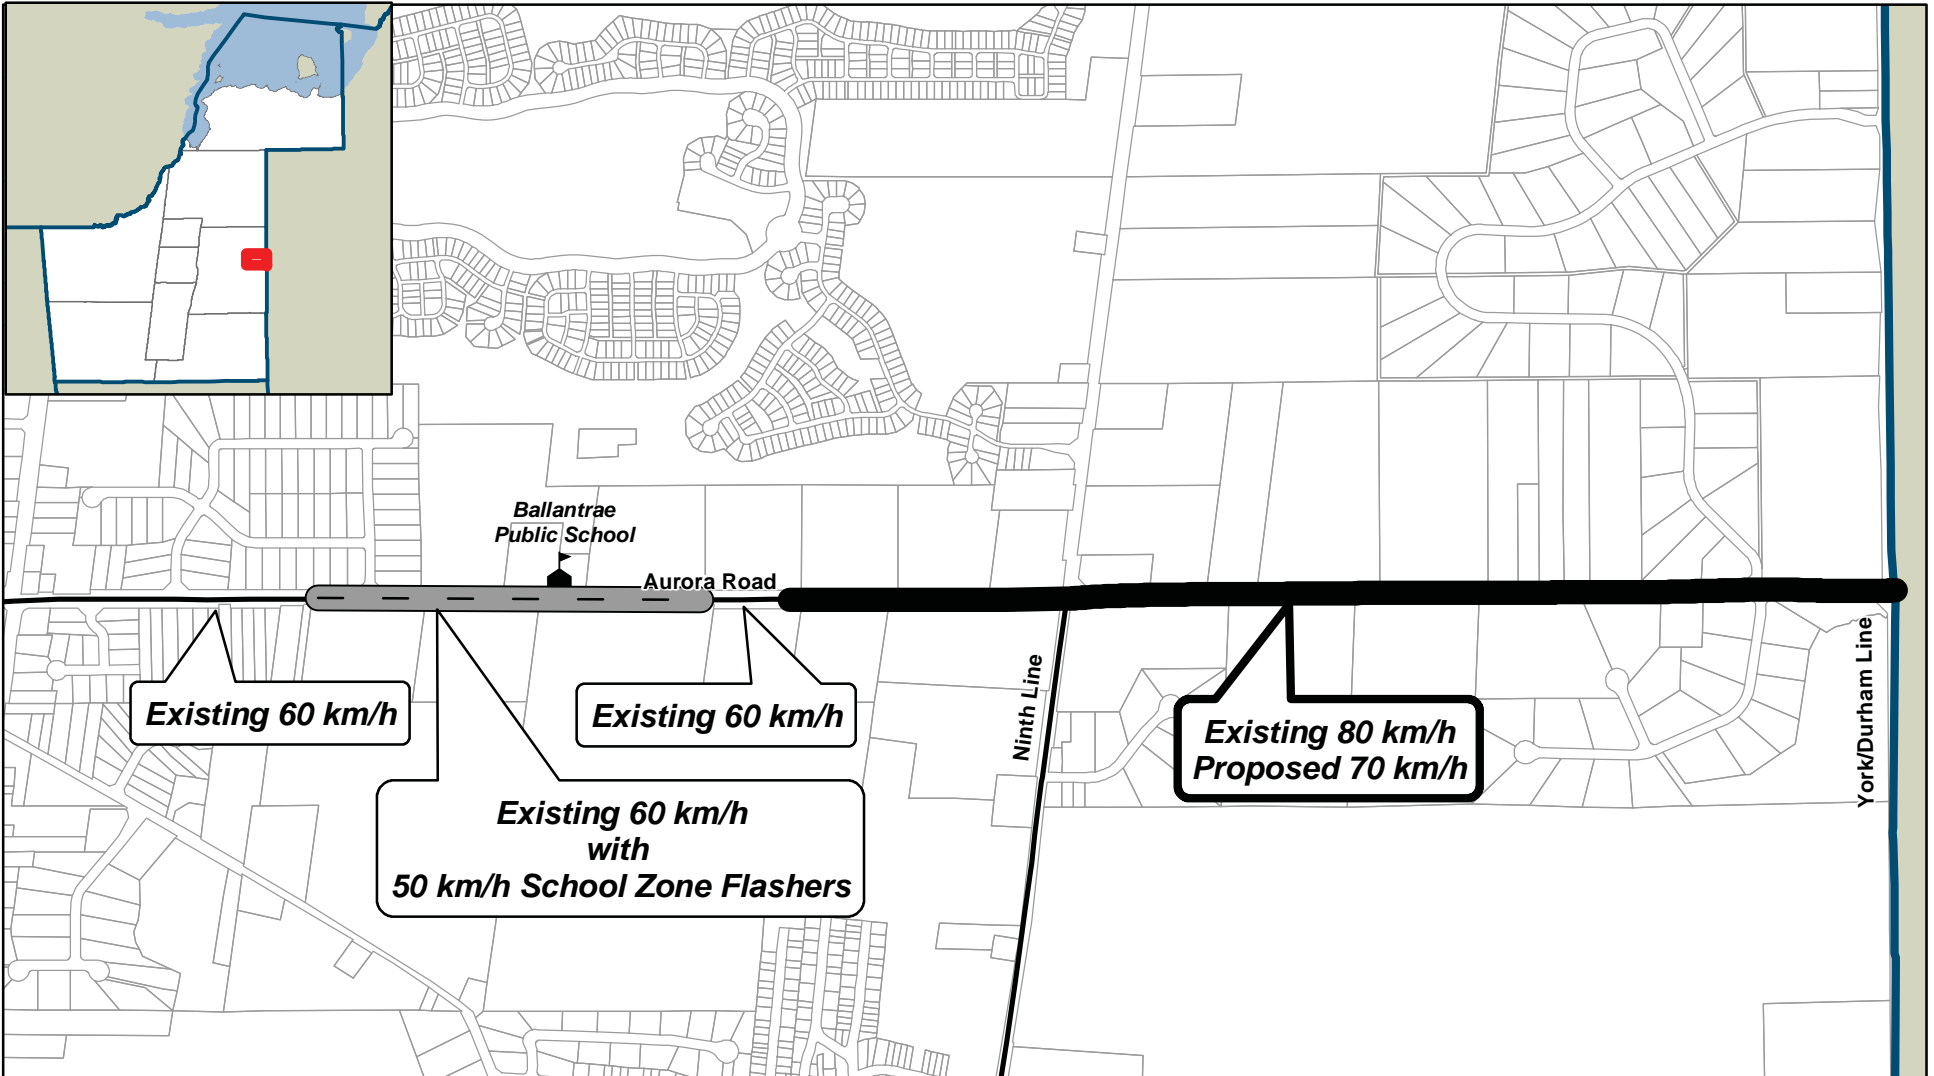 Ballantrae
Public School
Aurora Road
Existing 60 km/h
Existing 60 km/h
with
50 km/h School Zone Flashers
Existing 60 km/h
Ninth Line
Existing 80 km/h
Proposed 70 km/h
York/Durham Line